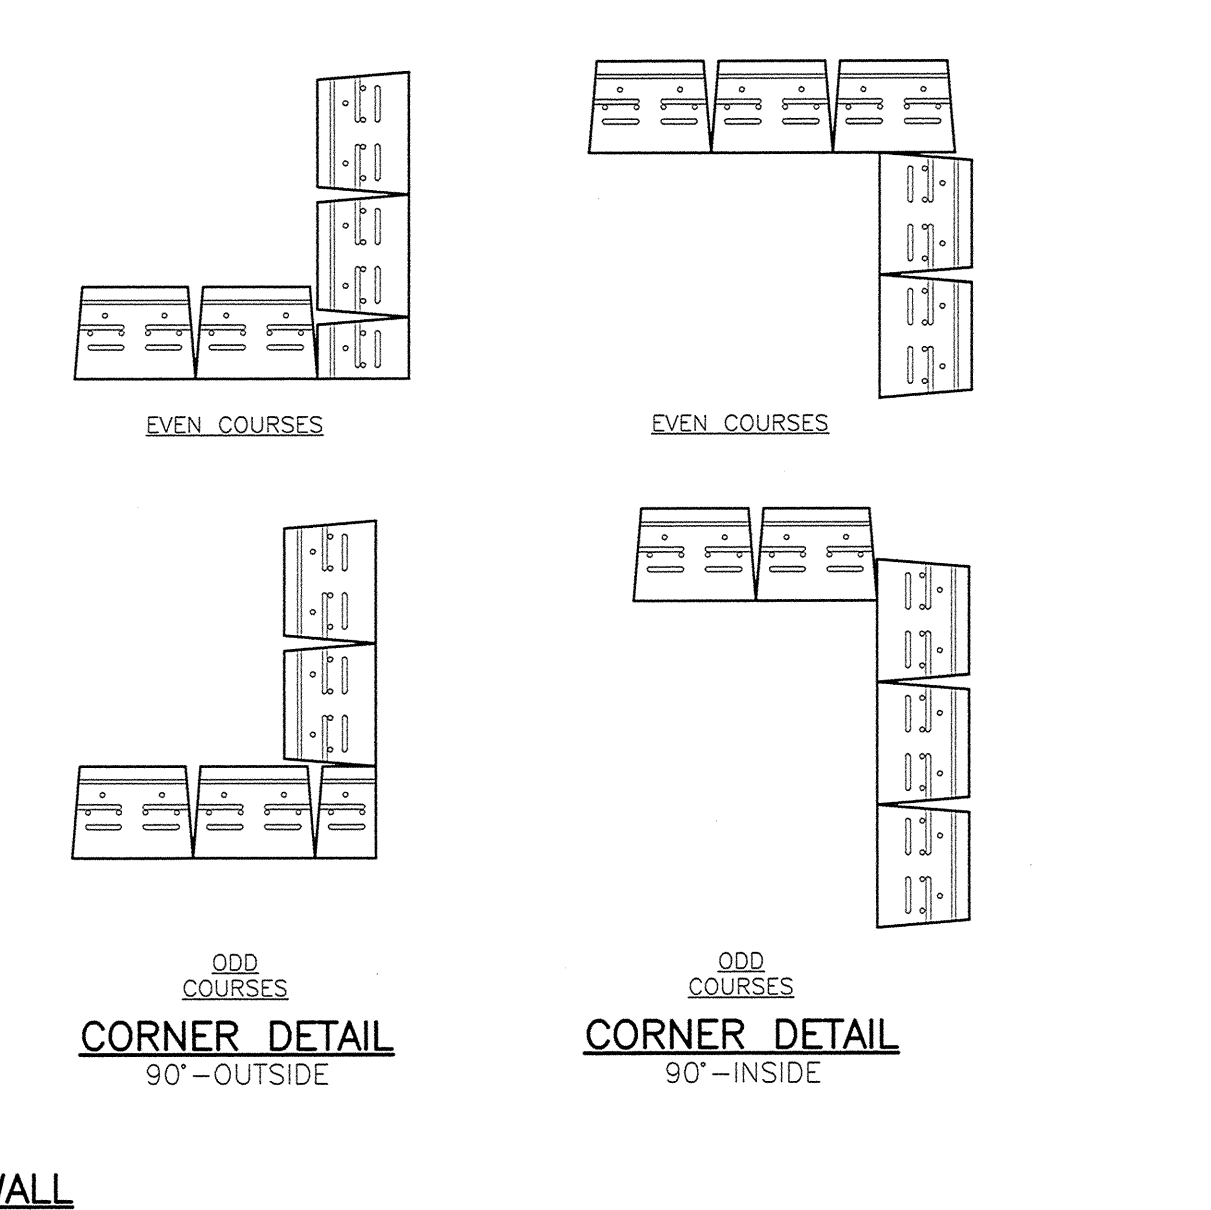 EVEN COURSES
EVEN COURSES
ODD
COURSES
CORNER DETAIL
90°-OUTSIDE
ODD
COURSES
CORNER DETAIL
90°-INSIDE
WALL